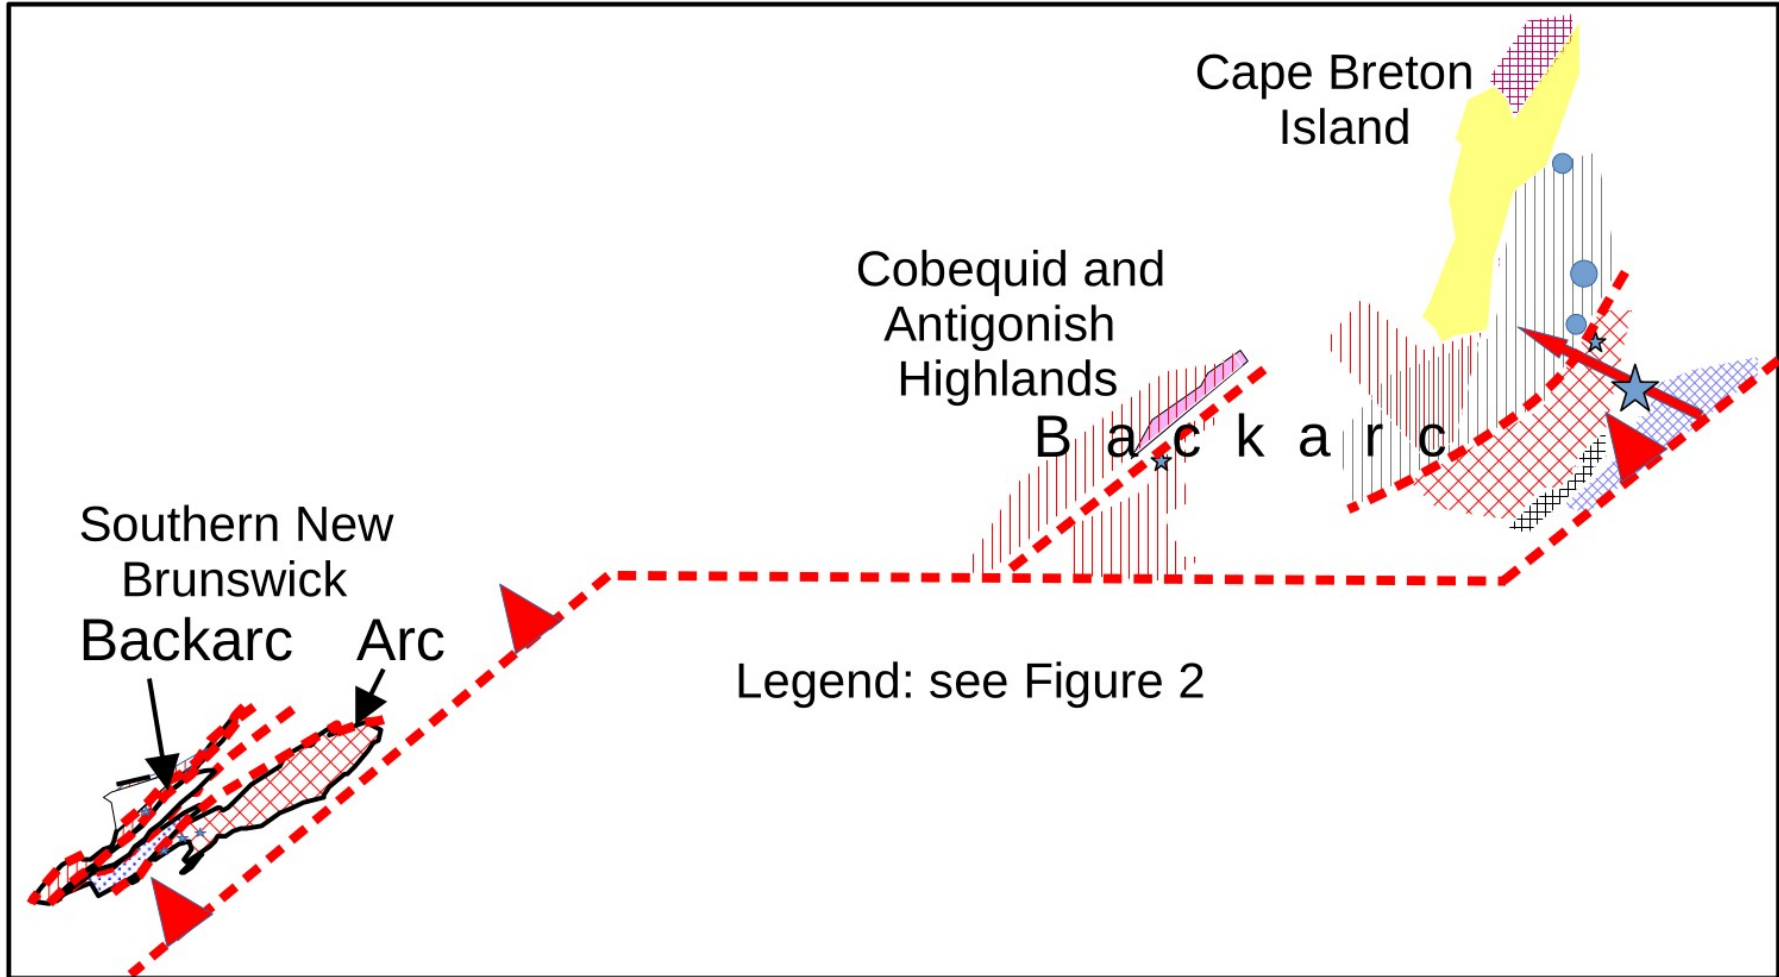 Cape Breton
Island
Cobequid and
Antigonish
Highlands
B a c k a r c
Southern New
Brunswick
Backarc Arc
Legend: see Figure 2